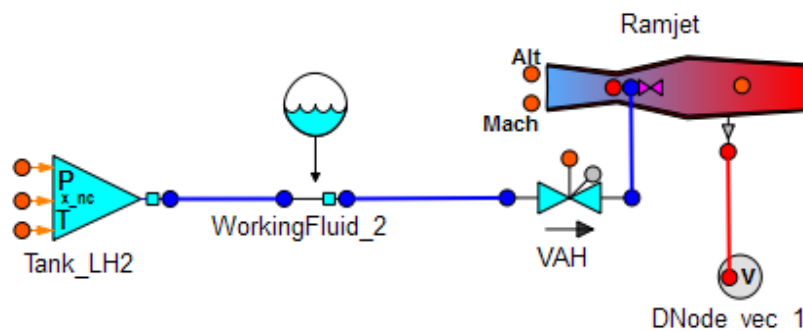 Ramjet
Alt
Mach
P
x_nc
T
Tank_LH2
WorkingFluid_2
VAH
V
DNode_vec_1